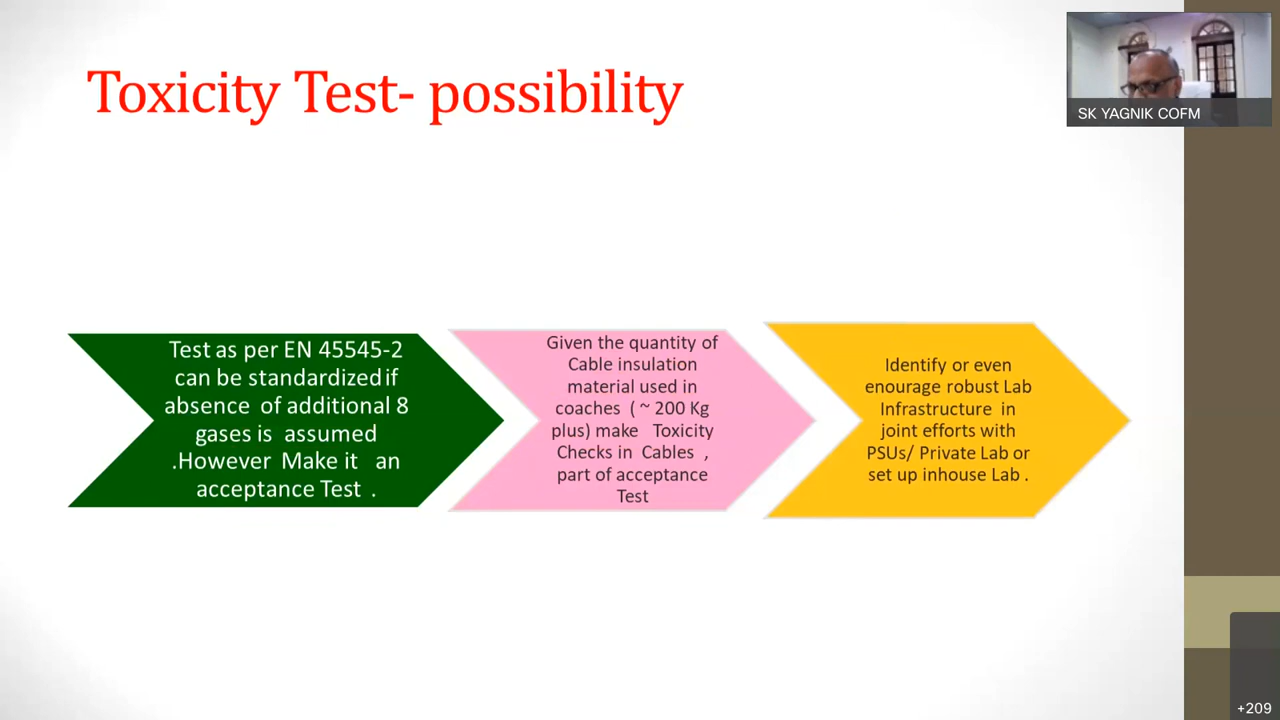 Toxicity Test- possibility
SK YAGNIK COFM
Test as per EN 45545-2
can be standardized if
absence of additional 8
gases is assumed
.However Make it an
acceptance Test .
Given the quantity of
Cable insulation
material used in
coaches ( ~ 200 Kg
plus) make Toxicity
Checks in Cables ,
part of acceptance
Test
Identify or even
enourage robust Lab
Infrastructure in
joint efforts with
PSUs/ Private Lab or
set up inhouse Lab .
+209